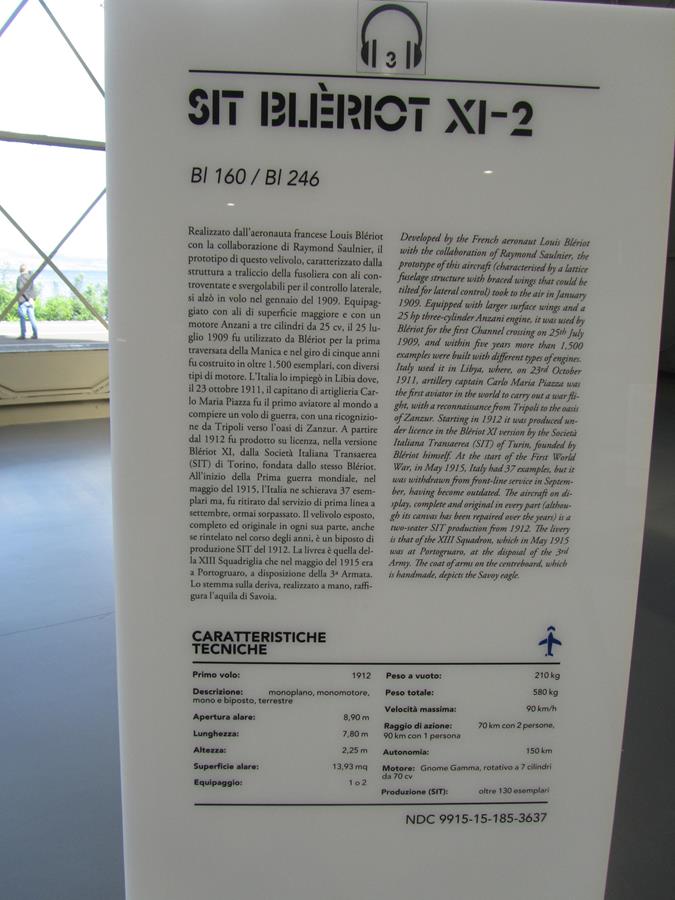 3
SIT BLÈRIOT XI-2
Bl 160 / Bl 246
Realizzato dall'aeronauta francese Louis Blériot
con la collaborazione di Raymond Saulnier, il
prototipo di questo velivolo, caratterizzato dalla
struttura a traliccio della fusoliera con ali con-
troventate e svergolabili per il controllo laterale,
si alzò in volo nel gennaio del 1909. Equipag-
giato con ali di superficie maggiore e con un
motore Anzani a tre cilindri da 25 cv, il 25 lu-
glio 1909 fu utilizzato da Blériot per la prima
traversata della Manica e nel giro di cinque anni
fu costruito in oltre 1.500 esemplari, con diversi
tipi di motore. L'Italia lo impiegò in Libia dove,
il 23 ottobre 1911, il capitano di artiglieria Car-
lo Maria Piazza fu il primo aviatore al mondo a
compiere un volo di guerra, con una ricognizio-
ne da Tripoli verso l'oasi di Zanzur. A partire
dal 1912 fu prodotto su licenza, nella versione
Blériot XI, dalla Società Italiana Transaerea
(SIT) di Torino, fondata dallo stesso Blériot.
All'inizio della Prima guerra mondiale, nel
maggio del 1915, l'Italia ne schierava 37 esem-
plari ma, fu ritirato dal servizio di prima linea a
settembre, ormai sorpassato. Il velivolo esposto,
completo ed originale in ogni sua parte, anche
se rintelato nel corso degli anni, è un biposto di
produzione SIT del 1912. La livrea è quella del-
la XIII Squadriglia che nel maggio del 1915 era
a Portogruaro, a disposizione della 3ª Armata.
Lo stemma sulla deriva, realizzato a mano, raffi-
gura l'aquila di Savoia.
Developed by the French aeronaut Louis Blériot
with the collaboration of Raymond Saulnier, the
prototype of this aircraft (characterised by a lattice
fuselage structure with braced wings that could be
tilted for lateral control) took to the air in January
1909. Equipped with larger surface wings and a
25 hp three-cylinder Anzani engine, it was used by
Blériot for the first Channel crossing on 25th July
1909, and within five years more than 1,500
examples were built with different types of engines.
Italy used it in Libya, where, on 23rd October
1911, artillery captain Carlo Maria Piazza was
the first aviator in the world to carry out a war fli-
ght, with a reconnaissance from Tripoli to the oasis
of Zanzur. Starting in 1912 it was produced un-
der licence in the Blériot XI version by the Società
Italiana Transaerea (SIT) of Turin, founded by
Blériot himself. At the start of the First World
War, in May 1915, Italy had 37 examples, but it
was withdrawn from front-line service in Septem-
ber, having become outdated. The aircraft on di-
splay, complete and original in every part (althou-
gh its canvas has been repaired over the years) is a
two-seater SIT production from 1912. The livery
is that of the XIII Squadron, which in May 1915
was at Portogruaro, at the disposal of the 3rd
Army. The coat of arms on the centreboard, which
is handmade, depicts the Savoy eagle.
CARATTERISTICHE
TECNICHE
Primo volo: 1912
Descrizione: monoplano, monomotore,
mono e biposto, terrestre
Apertura alare: 8,90 m
Lunghezza: 7,80 m
Altezza: 2,25 m
Superficie alare: 13,93 mq
Equipaggio: 1 o 2
Peso a vuoto: 210 kg
Peso totale: 580 kg
Velocità massima: 90 km/h
Raggio di azione: 70 km con 2 persone,
90 km con 1 persona
Autonomia: 150 km
Motore: Gnome Gamma, rotativo a 7 cilindri
da 70 cv
Produzione (SIT): oltre 130 esemplari
NDC 9915-15-185-3637